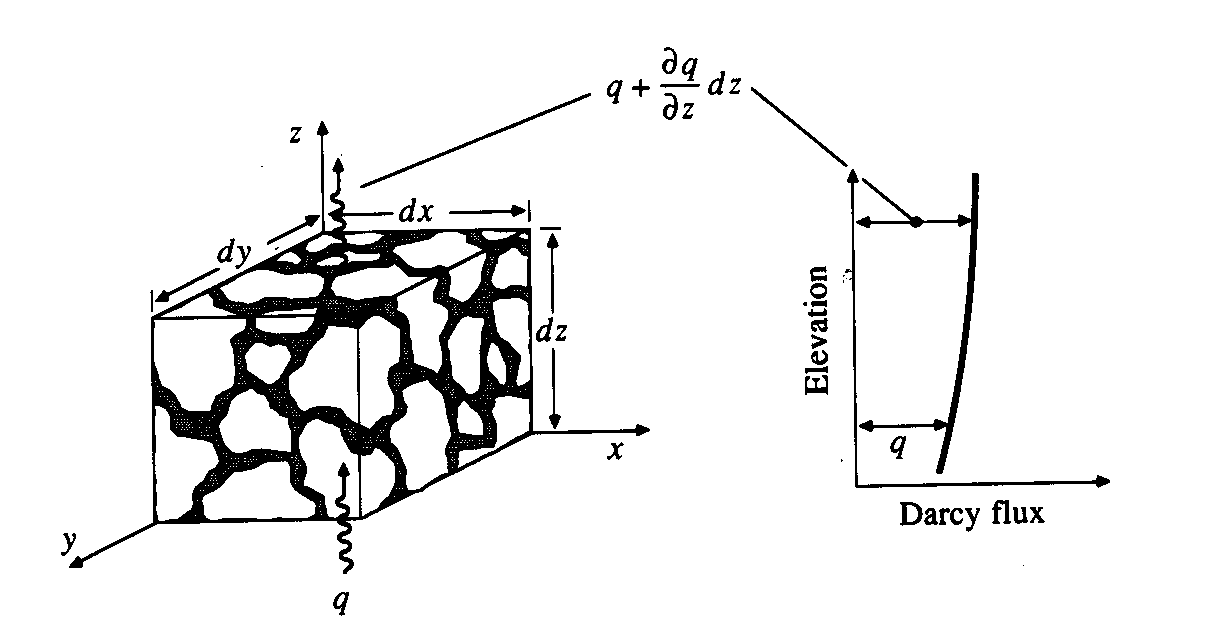 q + ∂q/∂z dz
z
dx
dy
dz
Elevation
x
q
Darcy flux
y
q